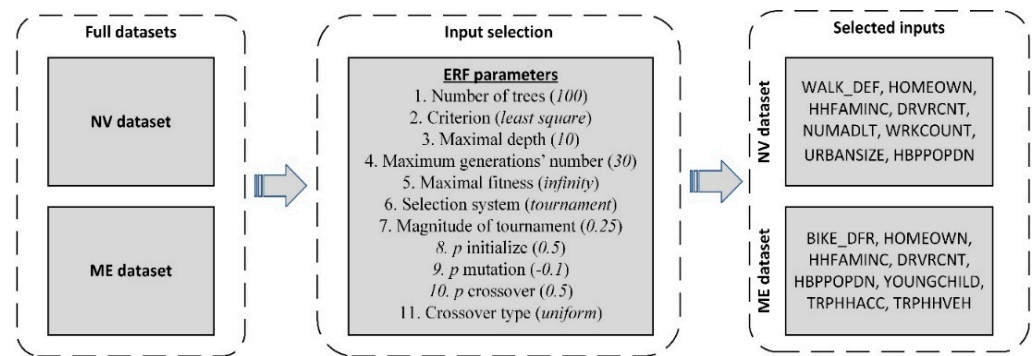 Full datasets
NV dataset
ME dataset
Input selection
ERF parameters
1. Number of trees (100)
2. Criterion (least square)
3. Maximal depth (10)
4. Maximum generations’ number (30)
5. Maximal fitness (infinity)
6. Selection system (tournament)
7. Magnitude of tournament (0.25)
8. p initialize (0.5)
9. p mutation (-0.1)
10. p crossover (0.5)
11. Crossover type (uniform)
Selected inputs
NV dataset
WALK_DEF, HOMEOWN,
HHFAMINC, DRVRCNT,
NUMADLT, WRKCOUNT,
URBANSIZE, HBPPOPDN
ME dataset
BIKE_DFR, HOMEOWN,
HHFAMINC, DRVRCNT,
HBPPOPDN, YOUNGCHILD,
TRPHHACC, TRPHHVEH